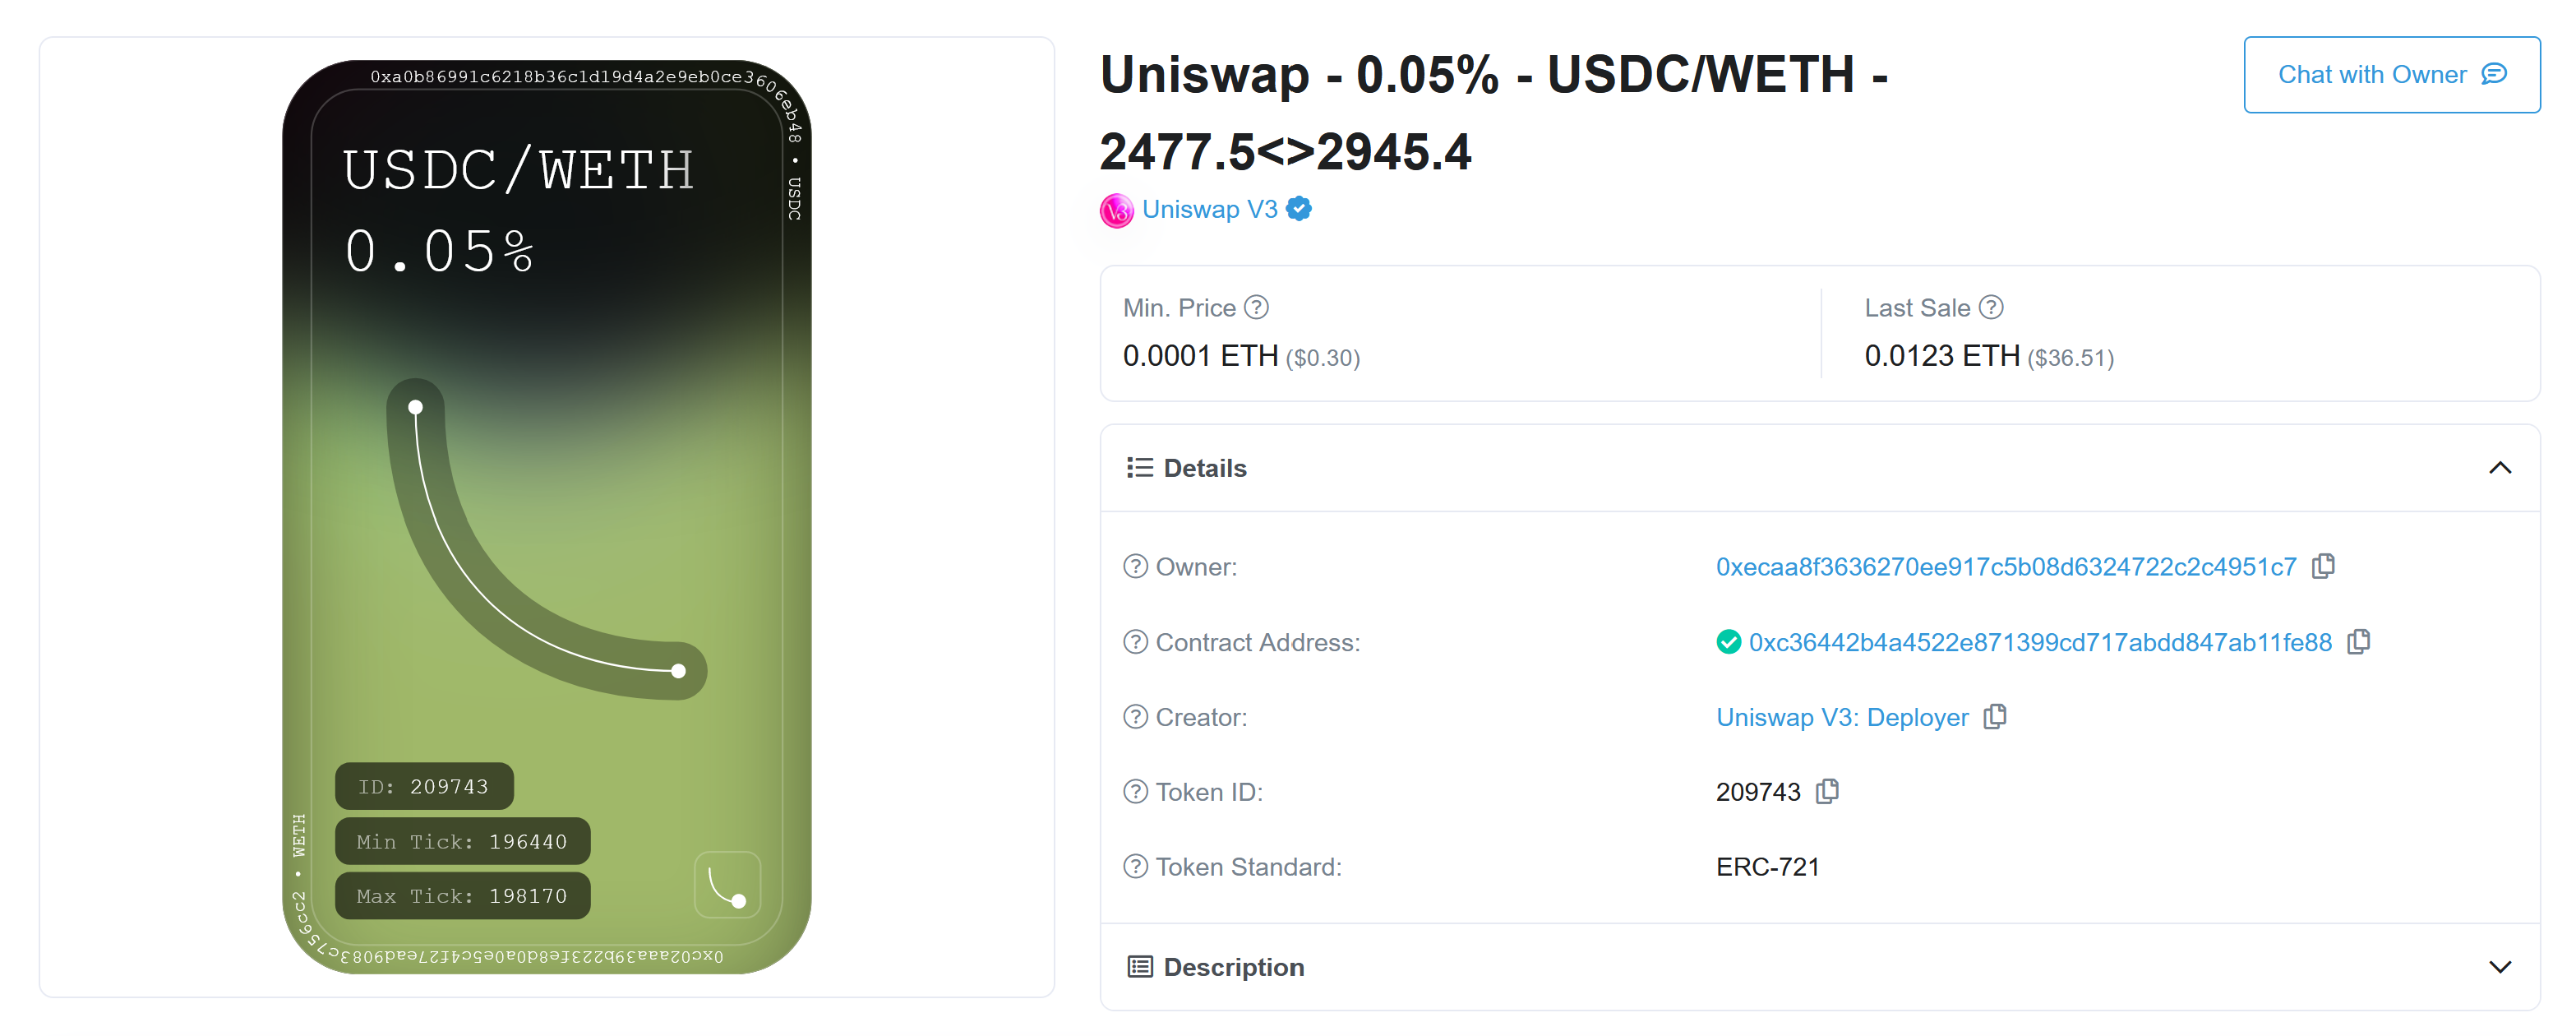 0xa0b86991c6218b36c1d19d4a2e9eb0ce3606eb48 • USDC
USDC/WETH
0.05%
ID: 209743
Min Tick: 196440
Max Tick: 198170
0xc02aaa39b223fe8d0a0e5c4f27ead9083c756cc2 • WETH
Uniswap - 0.05% - USDC/WETH -
2477.5<>2945.4
Chat with Owner
V3 Uniswap V3
Min. Price ?
0.0001 ETH ($0.30)
Last Sale ?
0.0123 ETH ($36.51)
Details
? Owner: 0xecaa8f3636270ee917c5b08d6324722c2c4951c7
? Contract Address: 0xc36442b4a4522e871399cd717abdd847ab11fe88
? Creator: Uniswap V3: Deployer
? Token ID: 209743
? Token Standard: ERC-721
Description